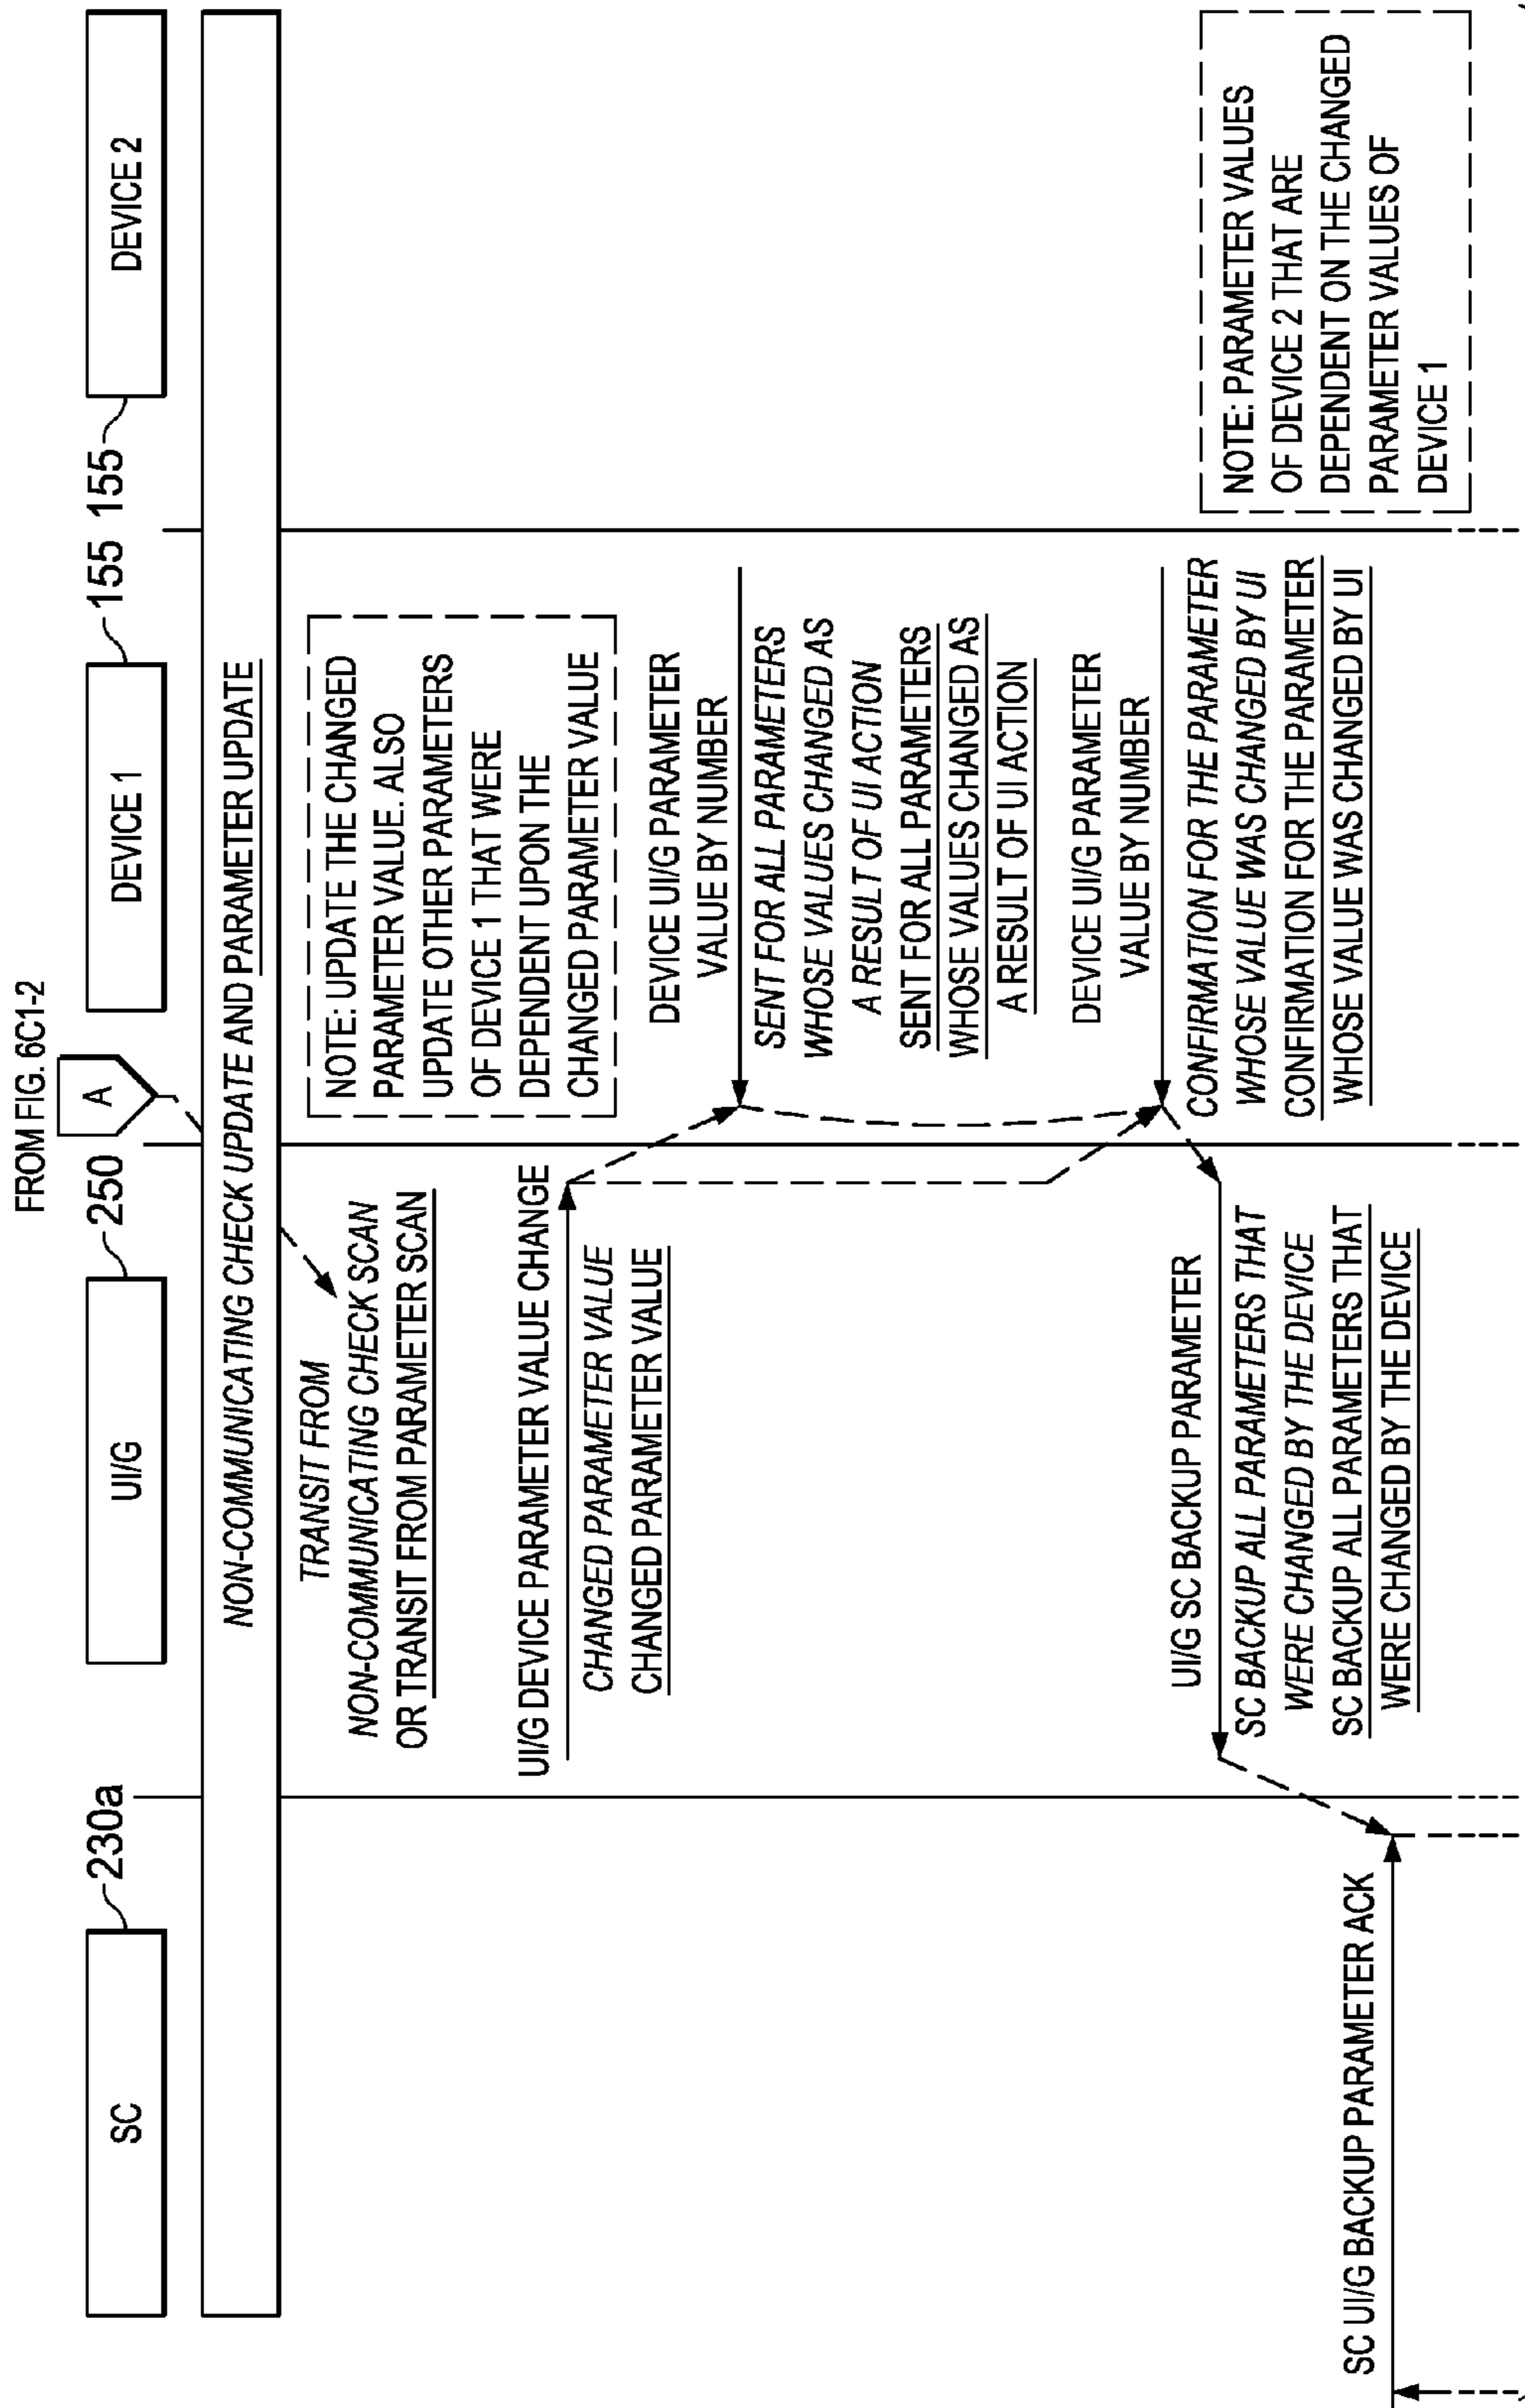 FROM FIG. 6C1-2
A
SC
230a
UI/G
250
DEVICE 1
155
155
DEVICE 2
NON-COMMUNICATING CHECK UPDATE AND PARAMETER UPDATE
TRANSIT FROM
NON-COMMUNICATING CHECK SCAN
OR TRANSIT FROM PARAMETER SCAN
NOTE: UPDATE THE CHANGED
PARAMETER VALUE. ALSO
UPDATE OTHER PARAMETERS
OF DEVICE 1 THAT WERE
DEPENDENT UPON THE
CHANGED PARAMETER VALUE
UI/G DEVICE PARAMETER VALUE CHANGE
CHANGED PARAMETER VALUE
CHANGED PARAMETER VALUE
DEVICE UI/G PARAMETER
VALUE BY NUMBER
SENT FOR ALL PARAMETERS
WHOSE VALUES CHANGED AS
A RESULT OF UI ACTION
SENT FOR ALL PARAMETERS
WHOSE VALUES CHANGED AS
A RESULT OF UI ACTION
DEVICE UI/G PARAMETER
VALUE BY NUMBER
CONFIRMATION FOR THE PARAMETER
WHOSE VALUE WAS CHANGED BY UI
CONFIRMATION FOR THE PARAMETER
WHOSE VALUE WAS CHANGED BY UI
UI/G SC BACKUP PARAMETER
SC BACKUP ALL PARAMETERS THAT
WERE CHANGED BY THE DEVICE
SC BACKUP ALL PARAMETERS THAT
WERE CHANGED BY THE DEVICE
NOTE: PARAMETER VALUES
OF DEVICE 2 THAT ARE
DEPENDENT ON THE CHANGED
PARAMETER VALUES OF
DEVICE 1
SC UI/G BACKUP PARAMETER ACK